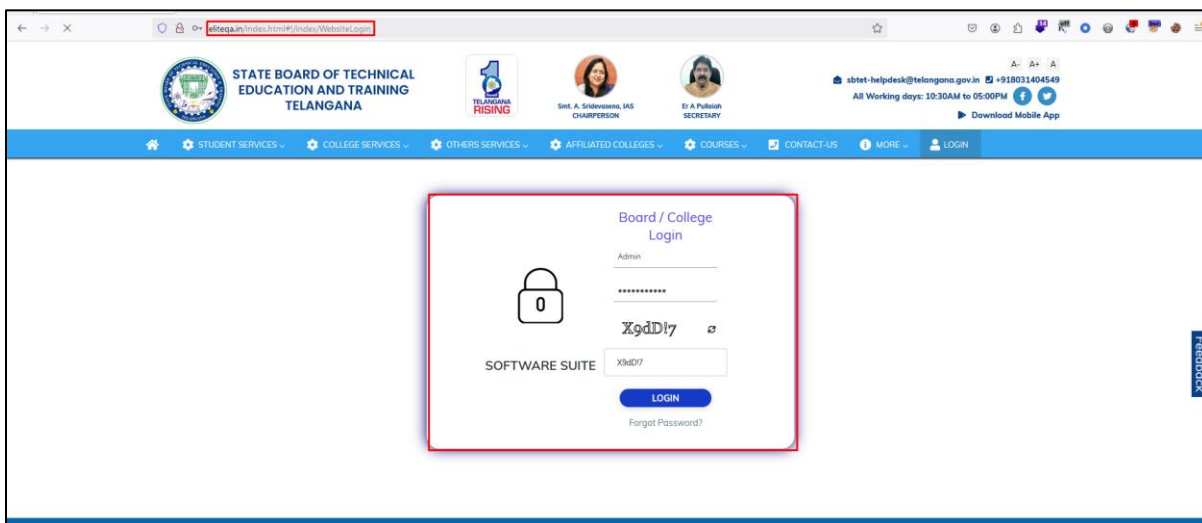 eliteqa.in/index.html#!/index/WebsiteLogin
A- A+ A
STATE BOARD OF TECHNICAL
EDUCATION AND TRAINING
TELANGANA
TELANGANA
RISING
Smt. A. Sridevasena, IAS
CHAIRPERSON
Er A Pullaiah
SECRETARY
sbtet-helpdesk@telangana.gov.in +918031404549
All Working days: 10:30AM to 05:00PM
Download Mobile App
STUDENT SERVICES COLLEGE SERVICES OTHERS SERVICES AFFILIATED COLLEGES COURSES CONTACT-US MORE LOGIN
Board / College
Login
Admin
•••••••••••
X9dD!7
SOFTWARE SUITE
X9dD!7
LOGIN
Forgot Password?
Feedback